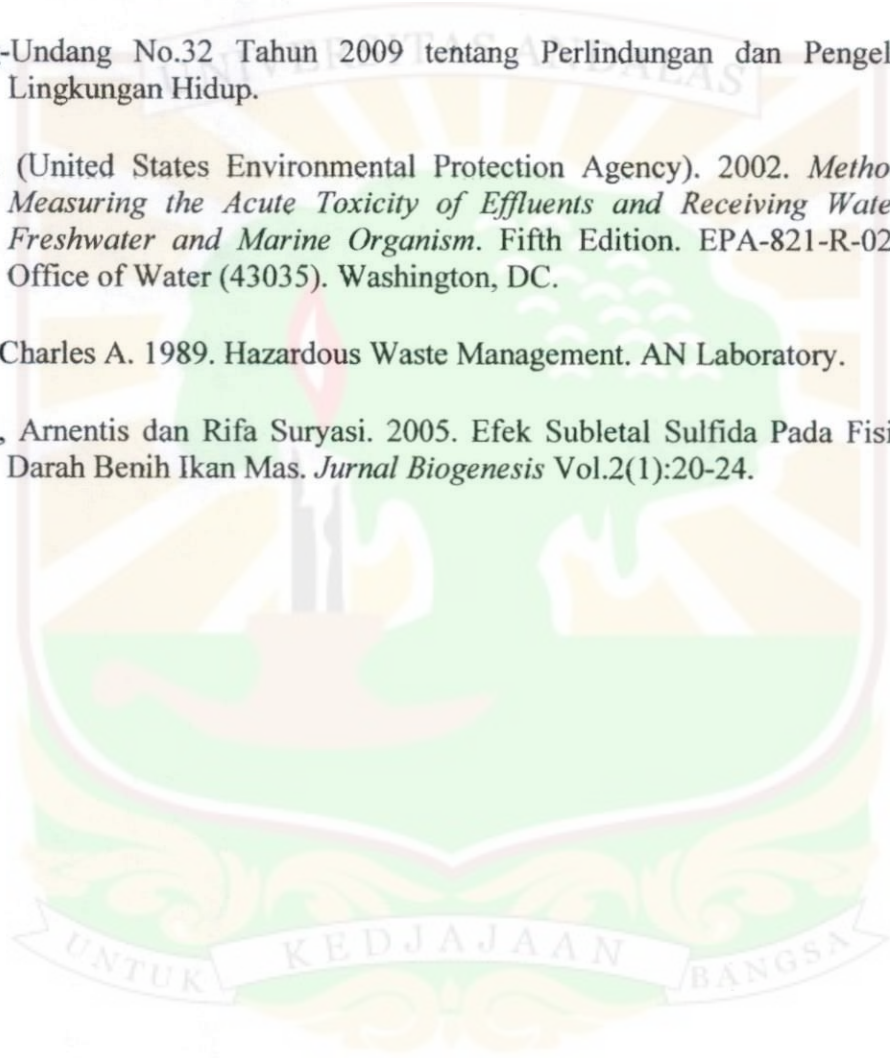 UNIVERSITAS ANDALAS
-Undang No.32 Tahun 2009 tentang Perlindungan dan Pengel
Lingkungan Hidup.
(United States Environmental Protection Agency). 2002. Metho
Measuring the Acute Toxicity of Effluents and Receiving Wate
Freshwater and Marine Organism. Fifth Edition. EPA-821-R-02
Office of Water (43035). Washington, DC.
Charles A. 1989. Hazardous Waste Management. AN Laboratory.
, Arnentis dan Rifa Suryasi. 2005. Efek Subletal Sulfida Pada Fisi
Darah Benih Ikan Mas. Jurnal Biogenesis Vol.2(1):20-24.
UNTUK KEDJAJAAN BANGSA